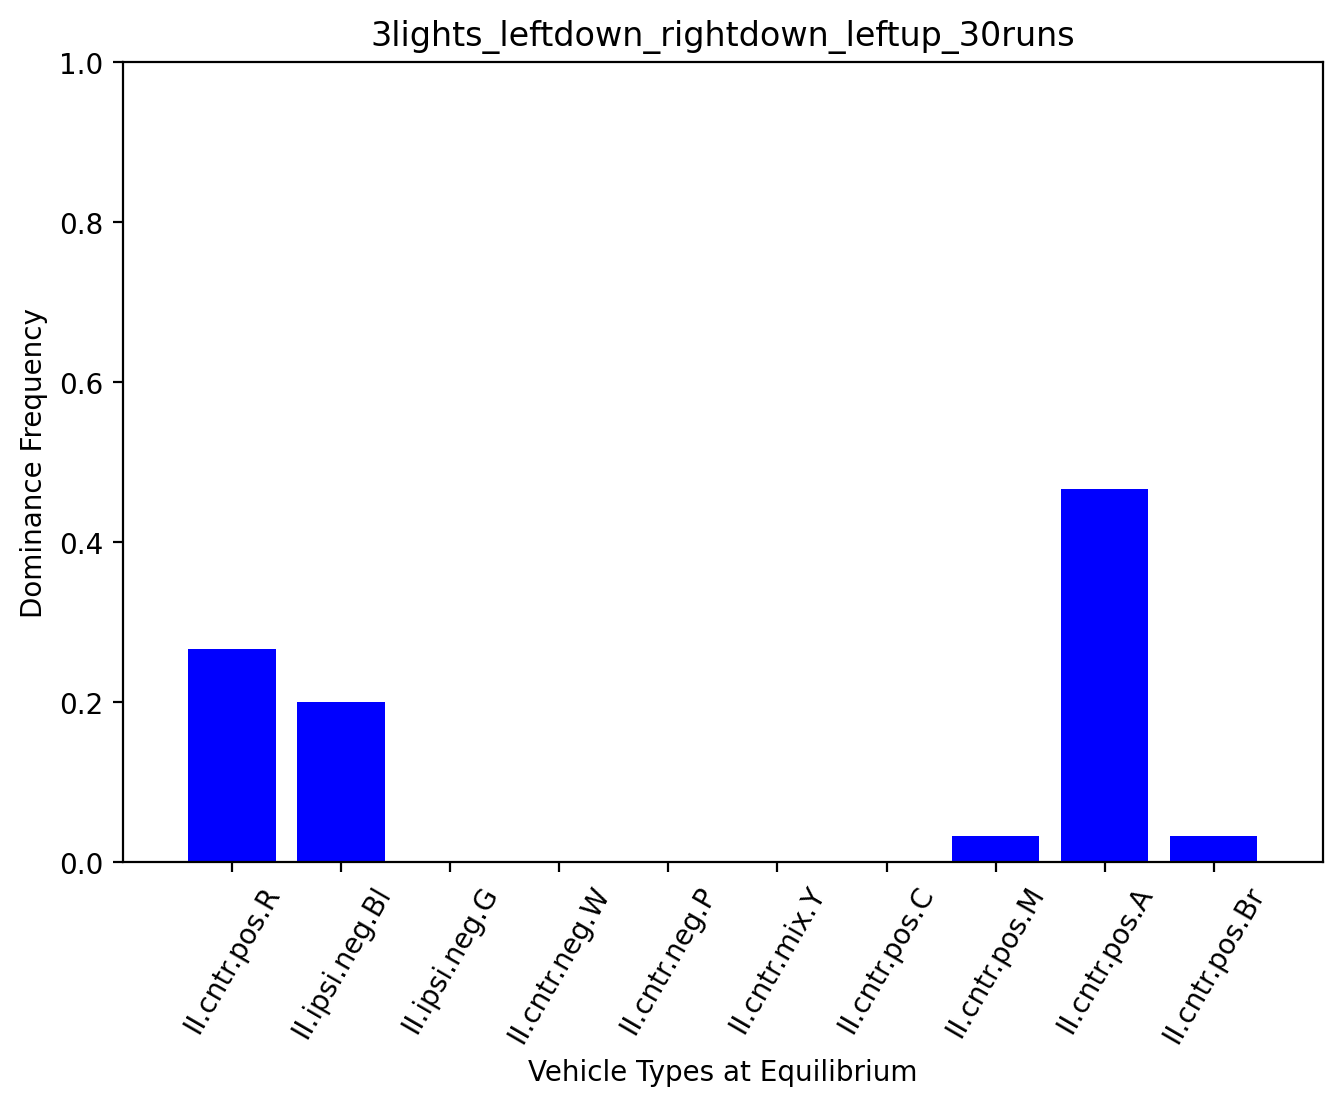 3lights_leftdown_rightdown_leftup_30runs
1.0
0.8
0.6
0.4
0.2
0.0
Dominance Frequency
II.cntr.pos.R
II.ipsi.neg.Bl
II.ipsi.neg.G
II.cntr.neg.W
II.cntr.neg.P
II.cntr.mix.Y
II.cntr.pos.C
II.cntr.pos.M
II.cntr.pos.A
II.cntr.pos.Br
Vehicle Types at Equilibrium